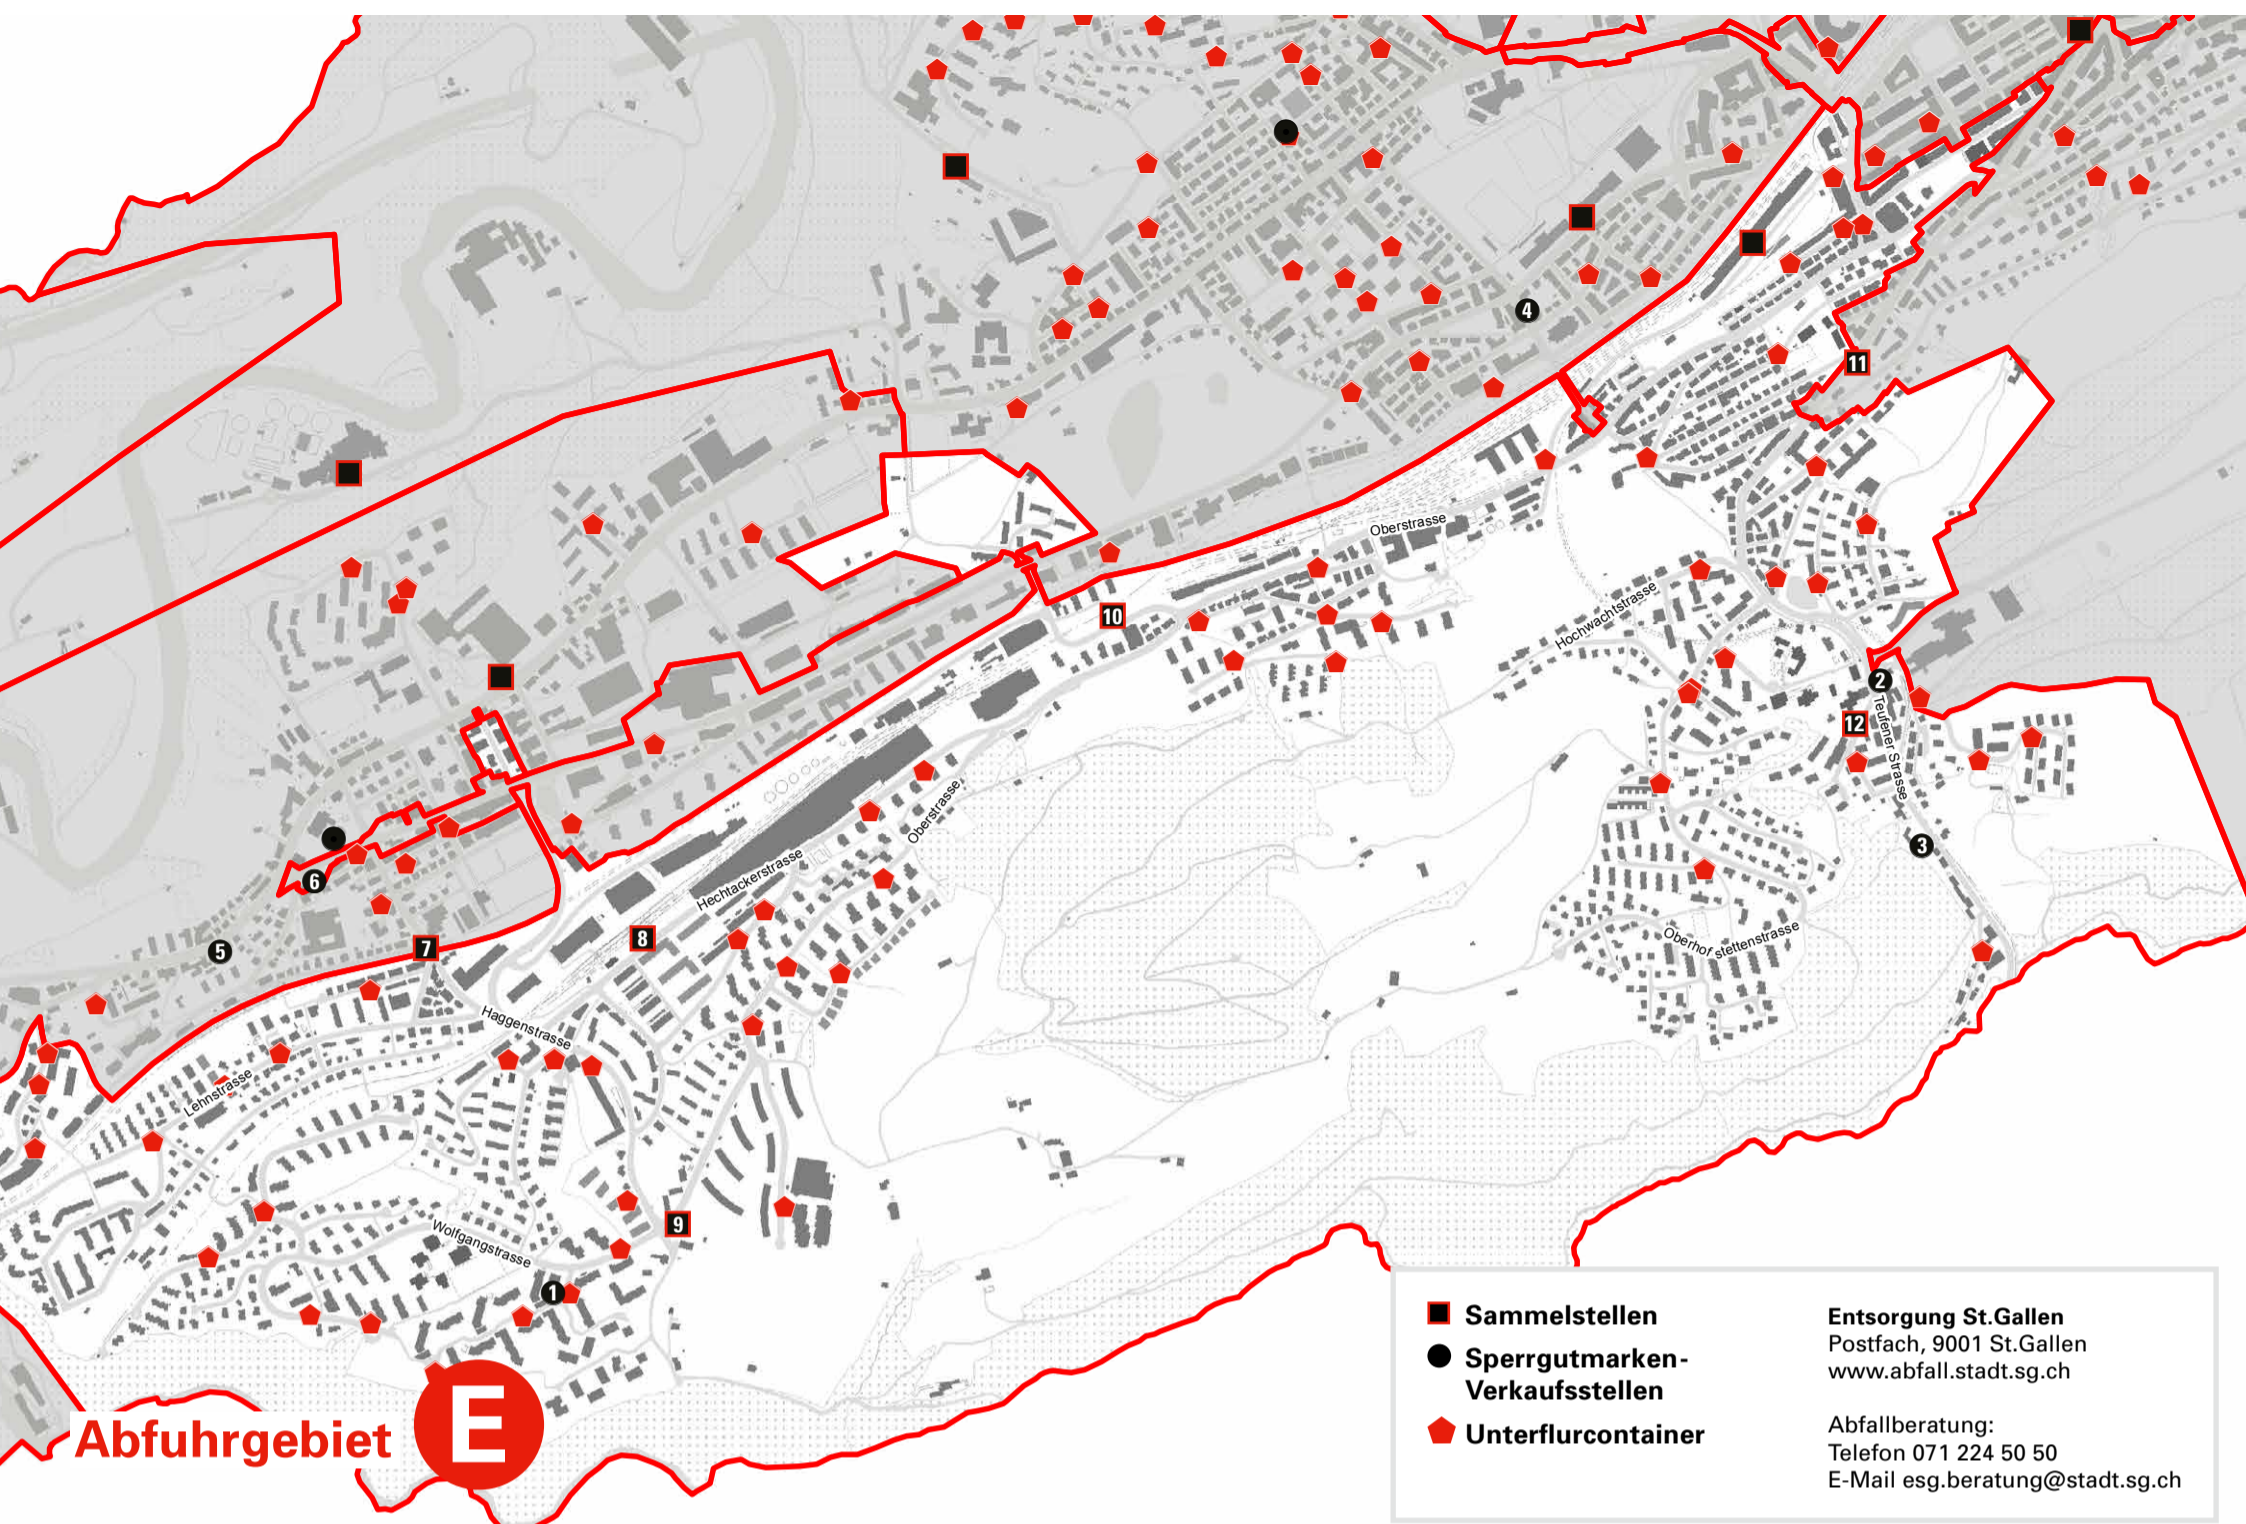 4
11
Oberstrasse
10
Hochwachtstrasse
2
12
Teufener Strasse
Oberstrasse
3
Hechtackerstrasse
6
8
Oberhofstettenstrasse
5
7
Haggenstrasse
Lehnstrasse
9
Wolfgangstrasse
1
Abfuhrgebiet
E
Sammelstellen
Sperrgutmarken-
Verkaufsstellen
Unterflurcontainer
Entsorgung St.Gallen
Postfach, 9001 St.Gallen
www.abfall.stadt.sg.ch
Abfallberatung:
Telefon 071 224 50 50
E-Mail esg.beratung@stadt.sg.ch